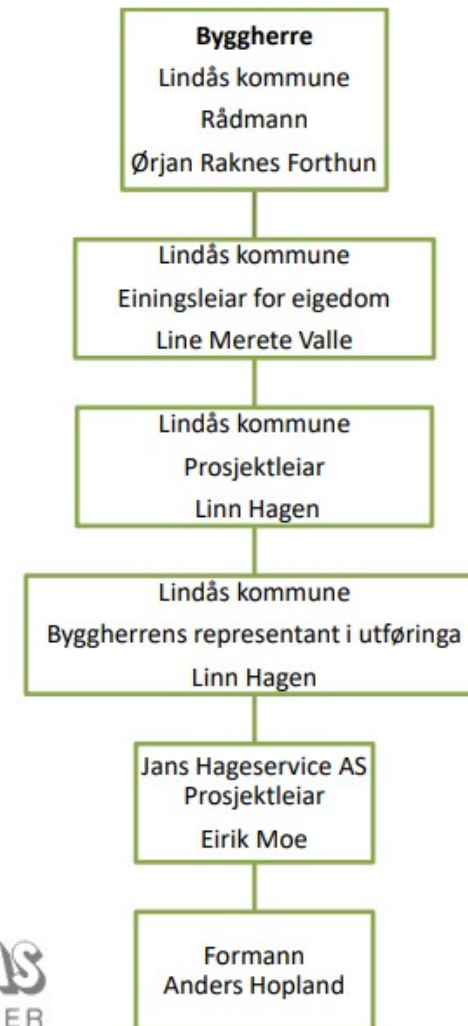 Byggherre
Lindås kommune
Rådmann
Ørjan Raknes Forthun
Lindås kommune
Einingsleiar for eigedom
Line Merete Valle
Lindås kommune
Prosjektleiar
Linn Hagen
Lindås kommune
Byggherrens representant i utføringa
Linn Hagen
Jans Hageservice AS
Prosjektleiar
Eirik Moe
Formann
Anders Hopland